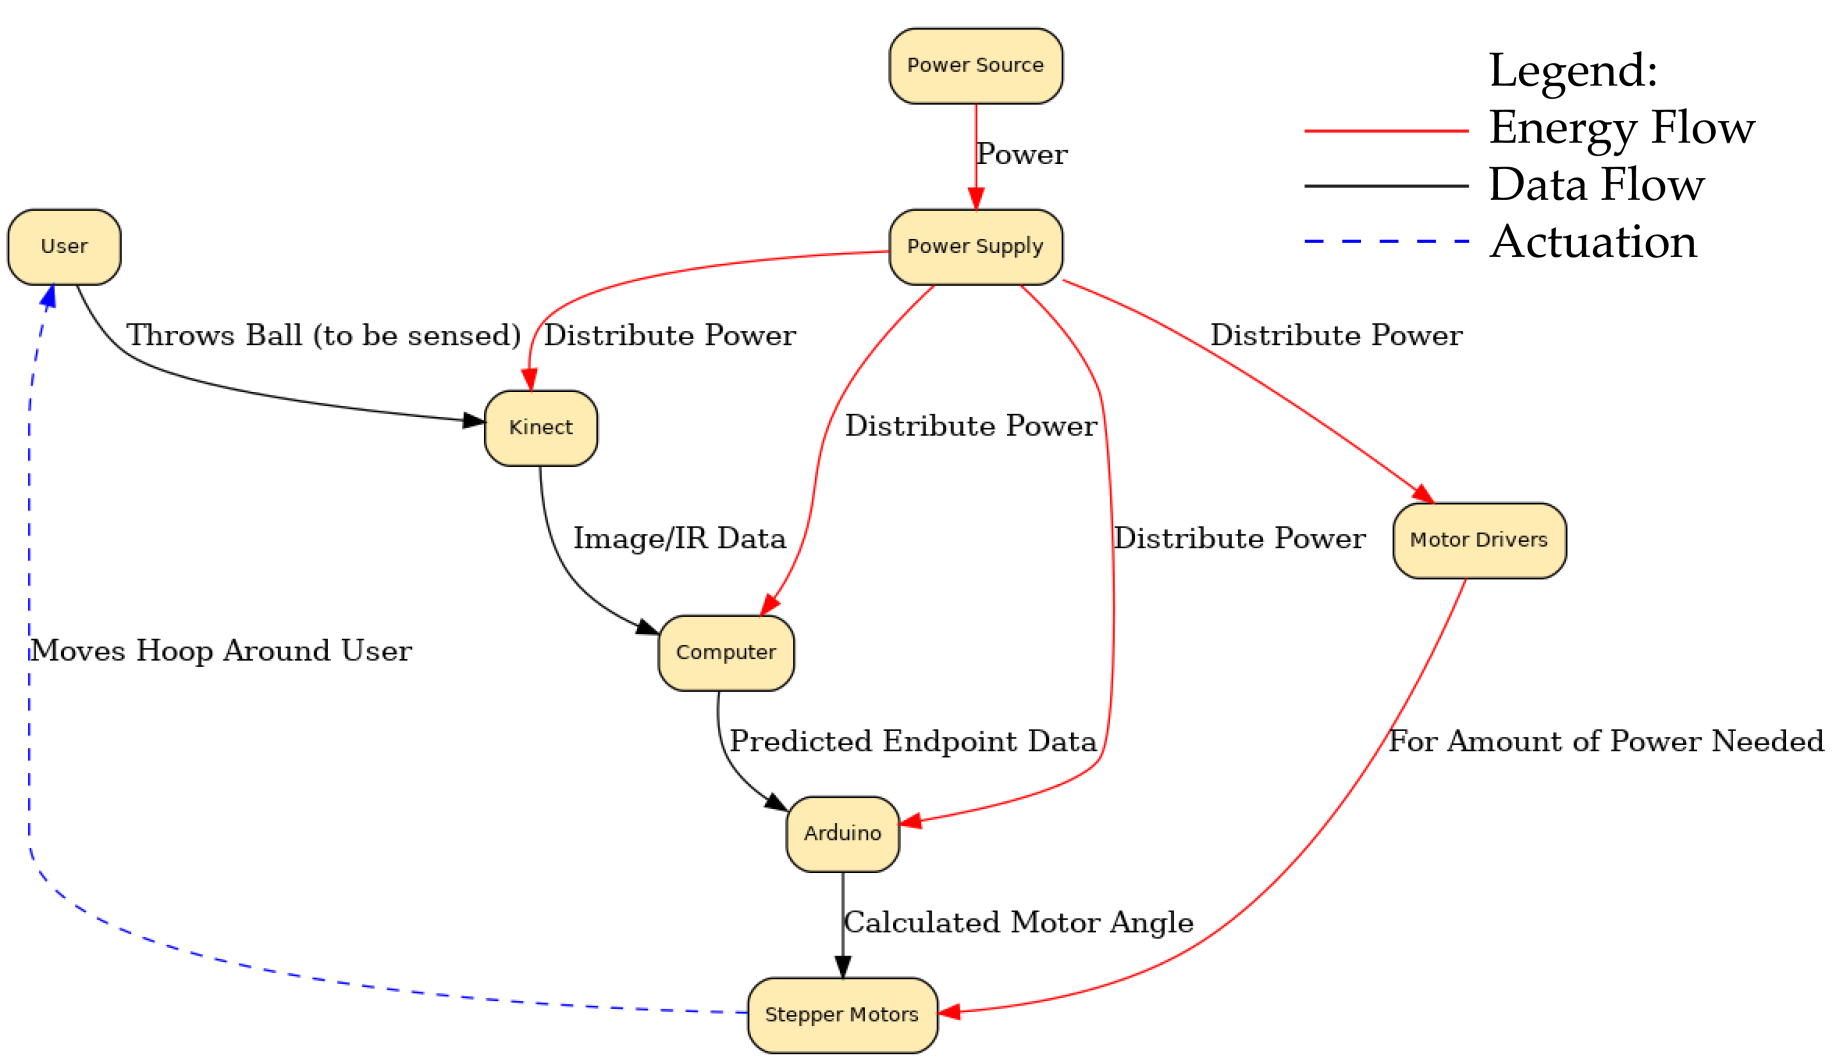 Power Source
Legend:
Energy Flow
Data Flow
Actuation
Power
User
Power Supply
Throws Ball (to be sensed)
Distribute Power
Distribute Power
Kinect
Distribute Power
Image/IR Data
Distribute Power
Motor Drivers
Moves Hoop Around User
Computer
Predicted Endpoint Data
For Amount of Power Needed
Arduino
Calculated Motor Angle
Stepper Motors